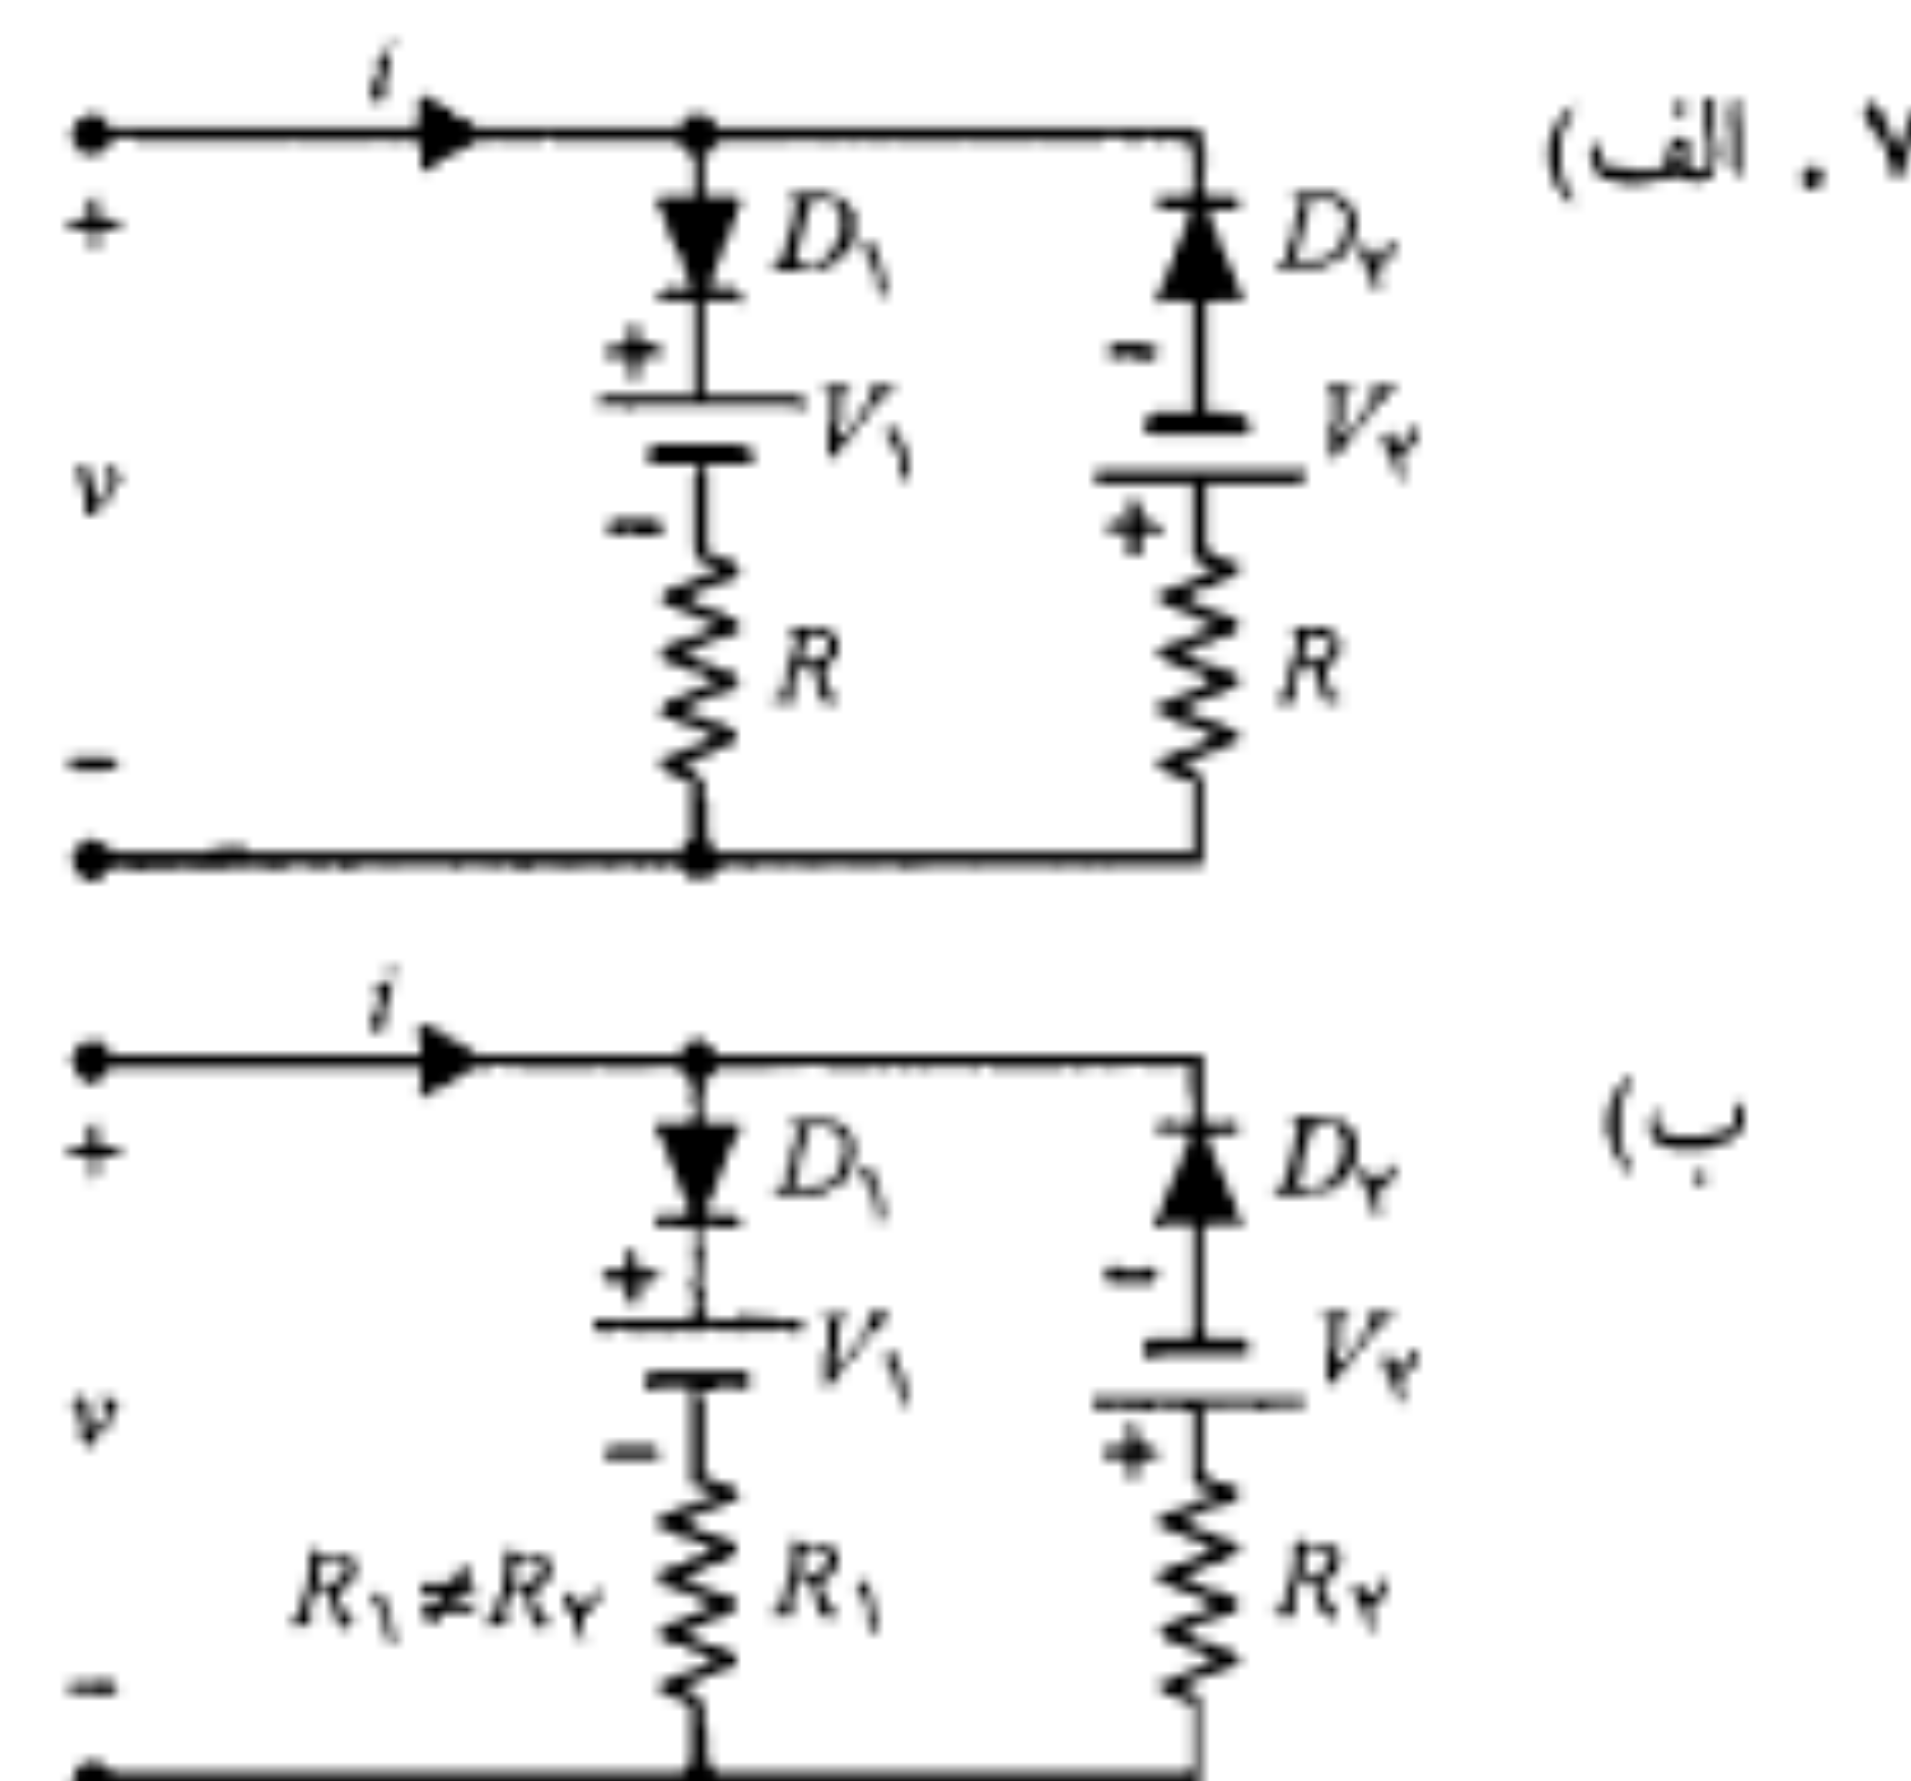 ۷ . الف)
i
+ D۱ D۲
+ -
v V۱ V۲
- +
R R
-
ب)
i
+ D۱ D۲
+ -
v V۱ V۲
- +
R۱≠R۲ R۱ R۲
-